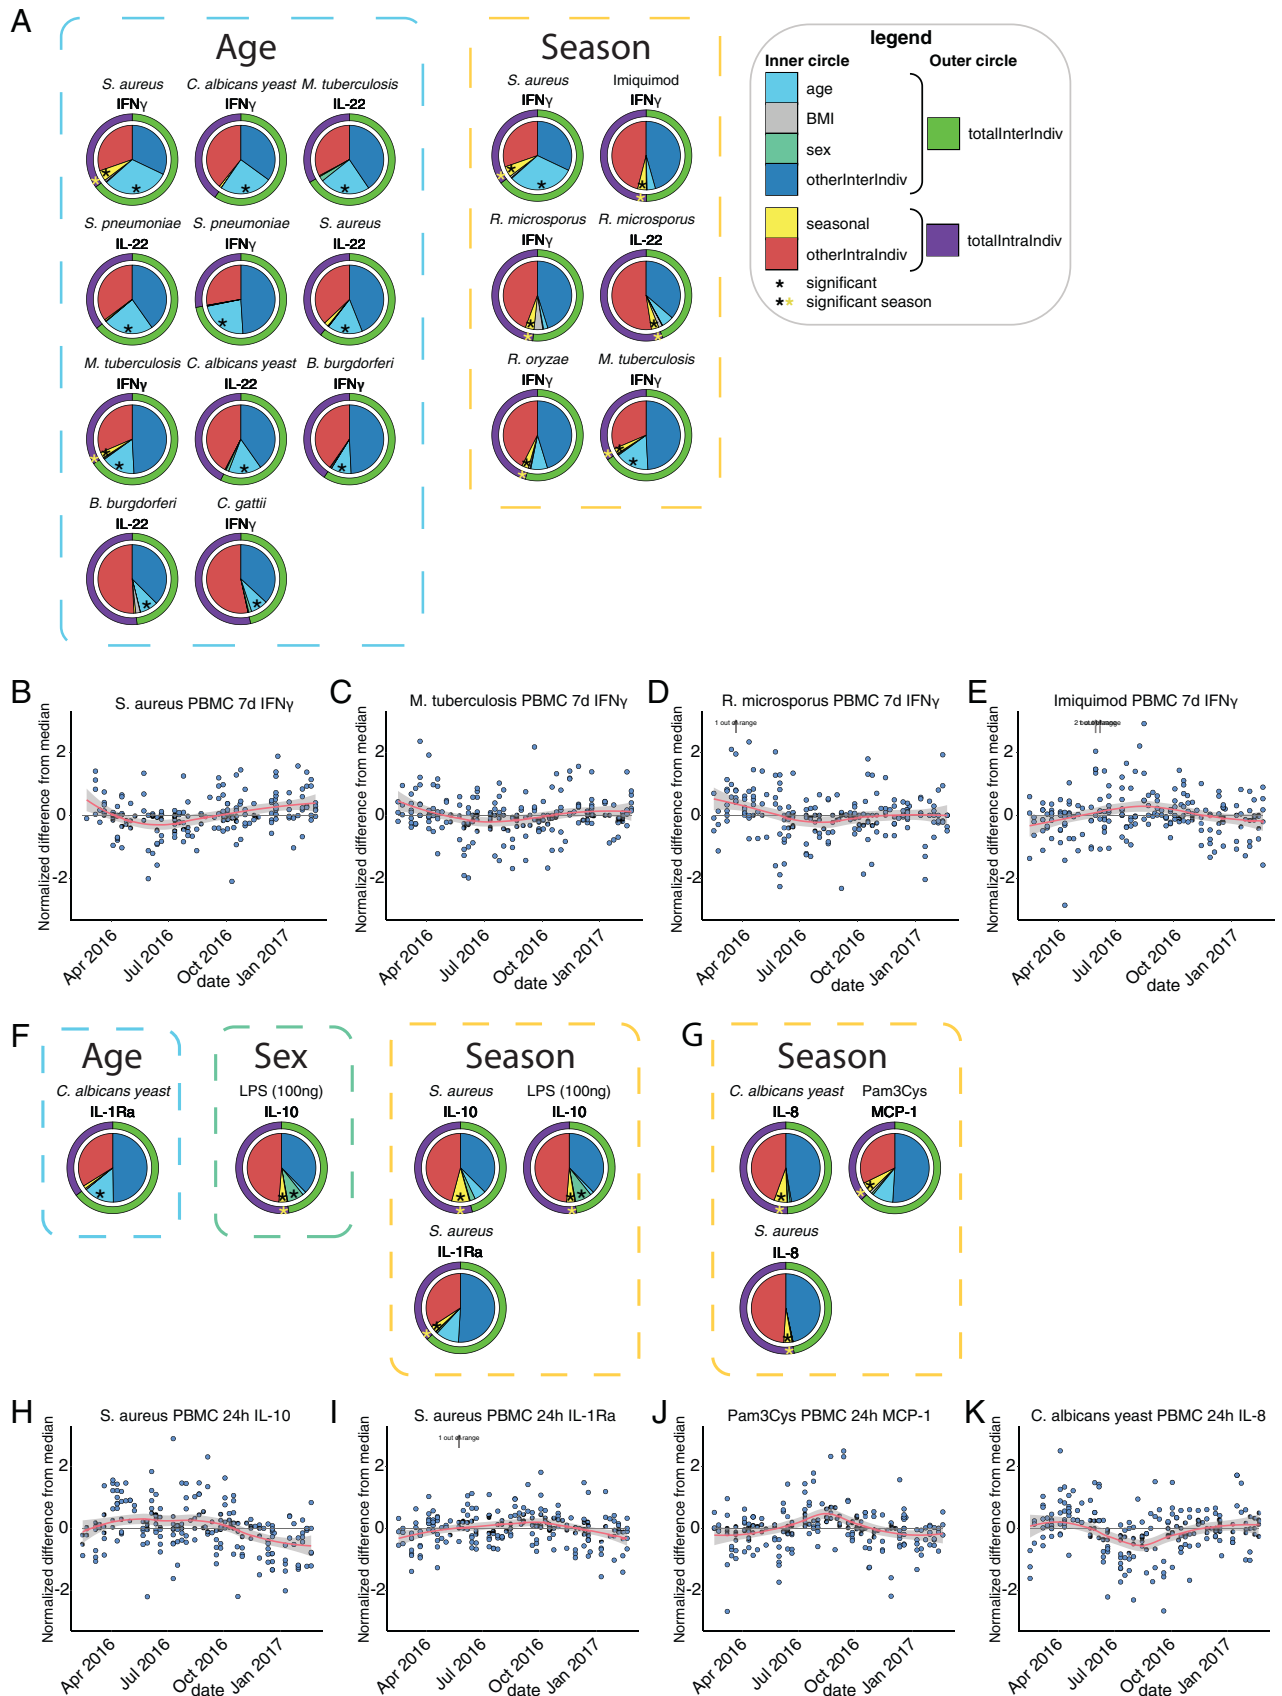 A
Age
S. aureus
IFNγ
C. albicans yeast
IFNγ
M. tuberculosis
IL-22
S. pneumoniae
IL-22
S. pneumoniae
IFNγ
S. aureus
IL-22
M. tuberculosis
IFNγ
C. albicans yeast
IL-22
B. burgdorferi
IFNγ
B. burgdorferi
IL-22
C. gattii
IFNγ
Season
S. aureus
IFNγ
Imiquimod
IFNγ
R. microsporus
IFNγ
R. microsporus
IL-22
R. oryzae
IFNγ
M. tuberculosis
IFNγ
legend
Inner circle
Outer circle
age
BMI
sex
otherInterIndiv
totalInterIndiv
seasonal
otherIntraIndiv
totalIntraIndiv
* significant
** significant season
B
S. aureus PBMC 7d IFNγ
Normalized difference from median
2
0
-2
Apr 2016
Jul 2016
Oct 2016
Jan 2017
date
C
M. tuberculosis PBMC 7d IFNγ
Normalized difference from median
2
0
-2
Apr 2016
Jul 2016
Oct 2016
Jan 2017
date
D
R. microsporus PBMC 7d IFNγ
1 out of range
Normalized difference from median
2
0
-2
Apr 2016
Jul 2016
Oct 2016
Jan 2017
date
E
Imiquimod PBMC 7d IFNγ
Normalized difference from median
2
0
-2
Apr 2016
Jul 2016
Oct 2016
Jan 2017
date
F
Age
C. albicans yeast
IL-1Ra
Sex
LPS (100ng)
IL-10
Season
S. aureus
IL-10
LPS (100ng)
IL-10
S. aureus
IL-1Ra
G
Season
C. albicans yeast
IL-8
Pam3Cys
MCP-1
S. aureus
IL-8
H
S. aureus PBMC 24h IL-10
Normalized difference from median
2
0
-2
Apr 2016
Jul 2016
Oct 2016
Jan 2017
date
I
S. aureus PBMC 24h IL-1Ra
1 out of range
Normalized difference from median
2
0
-2
Apr 2016
Jul 2016
Oct 2016
Jan 2017
date
J
Pam3Cys PBMC 24h MCP-1
Normalized difference from median
2
0
-2
Apr 2016
Jul 2016
Oct 2016
Jan 2017
date
K
C. albicans yeast PBMC 24h IL-8
Normalized difference from median
2
0
-2
Apr 2016
Jul 2016
Oct 2016
Jan 2017
date